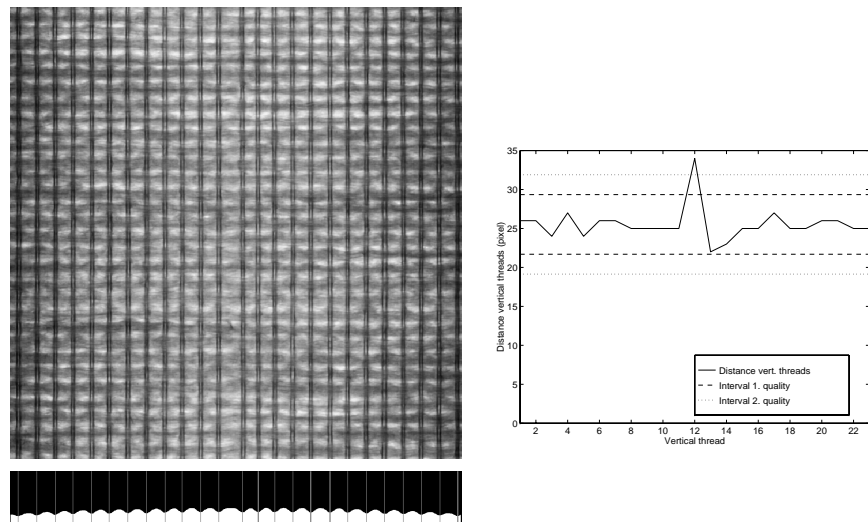 35
30
25
20
15
10
5
0
Distance vertical threads (pixel)
Distance vert. threads
Interval 1. quality
Interval 2. quality
2 4 6 8 10 12 14 16 18 20 22
Vertical thread